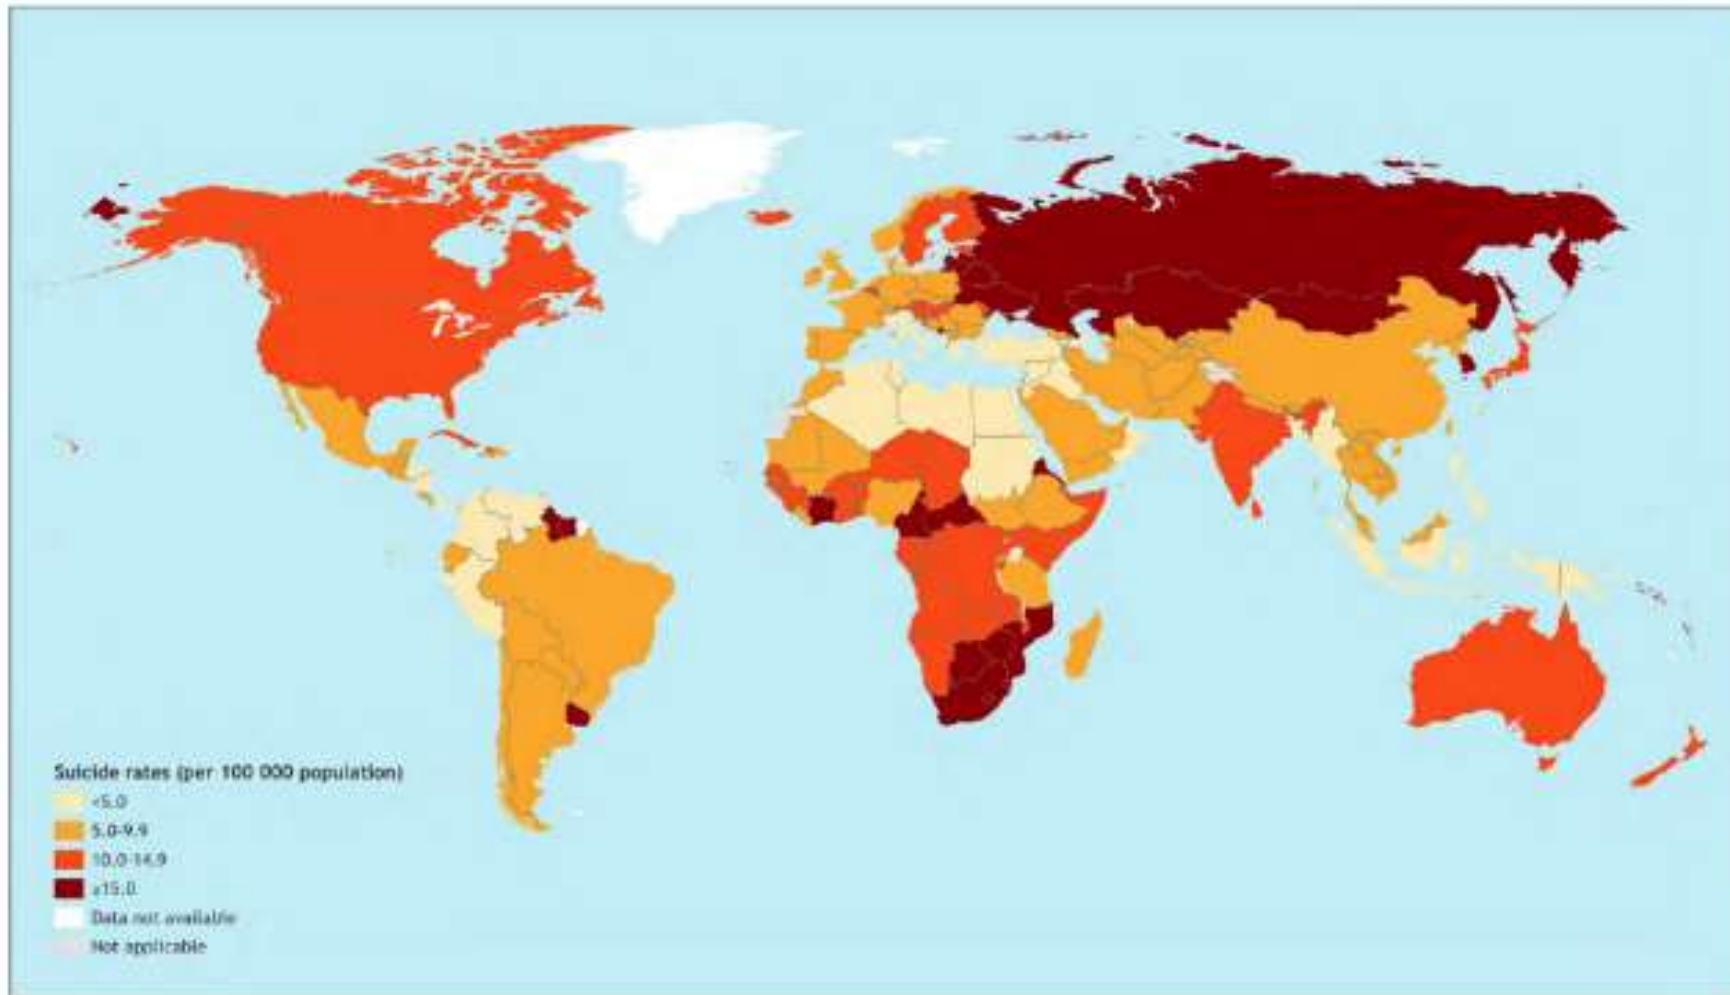 Suicide rates (per 100 000 population)
<5.0
5.0-9.9
10.0-14.9
≥15.0
Data not available
Not applicable